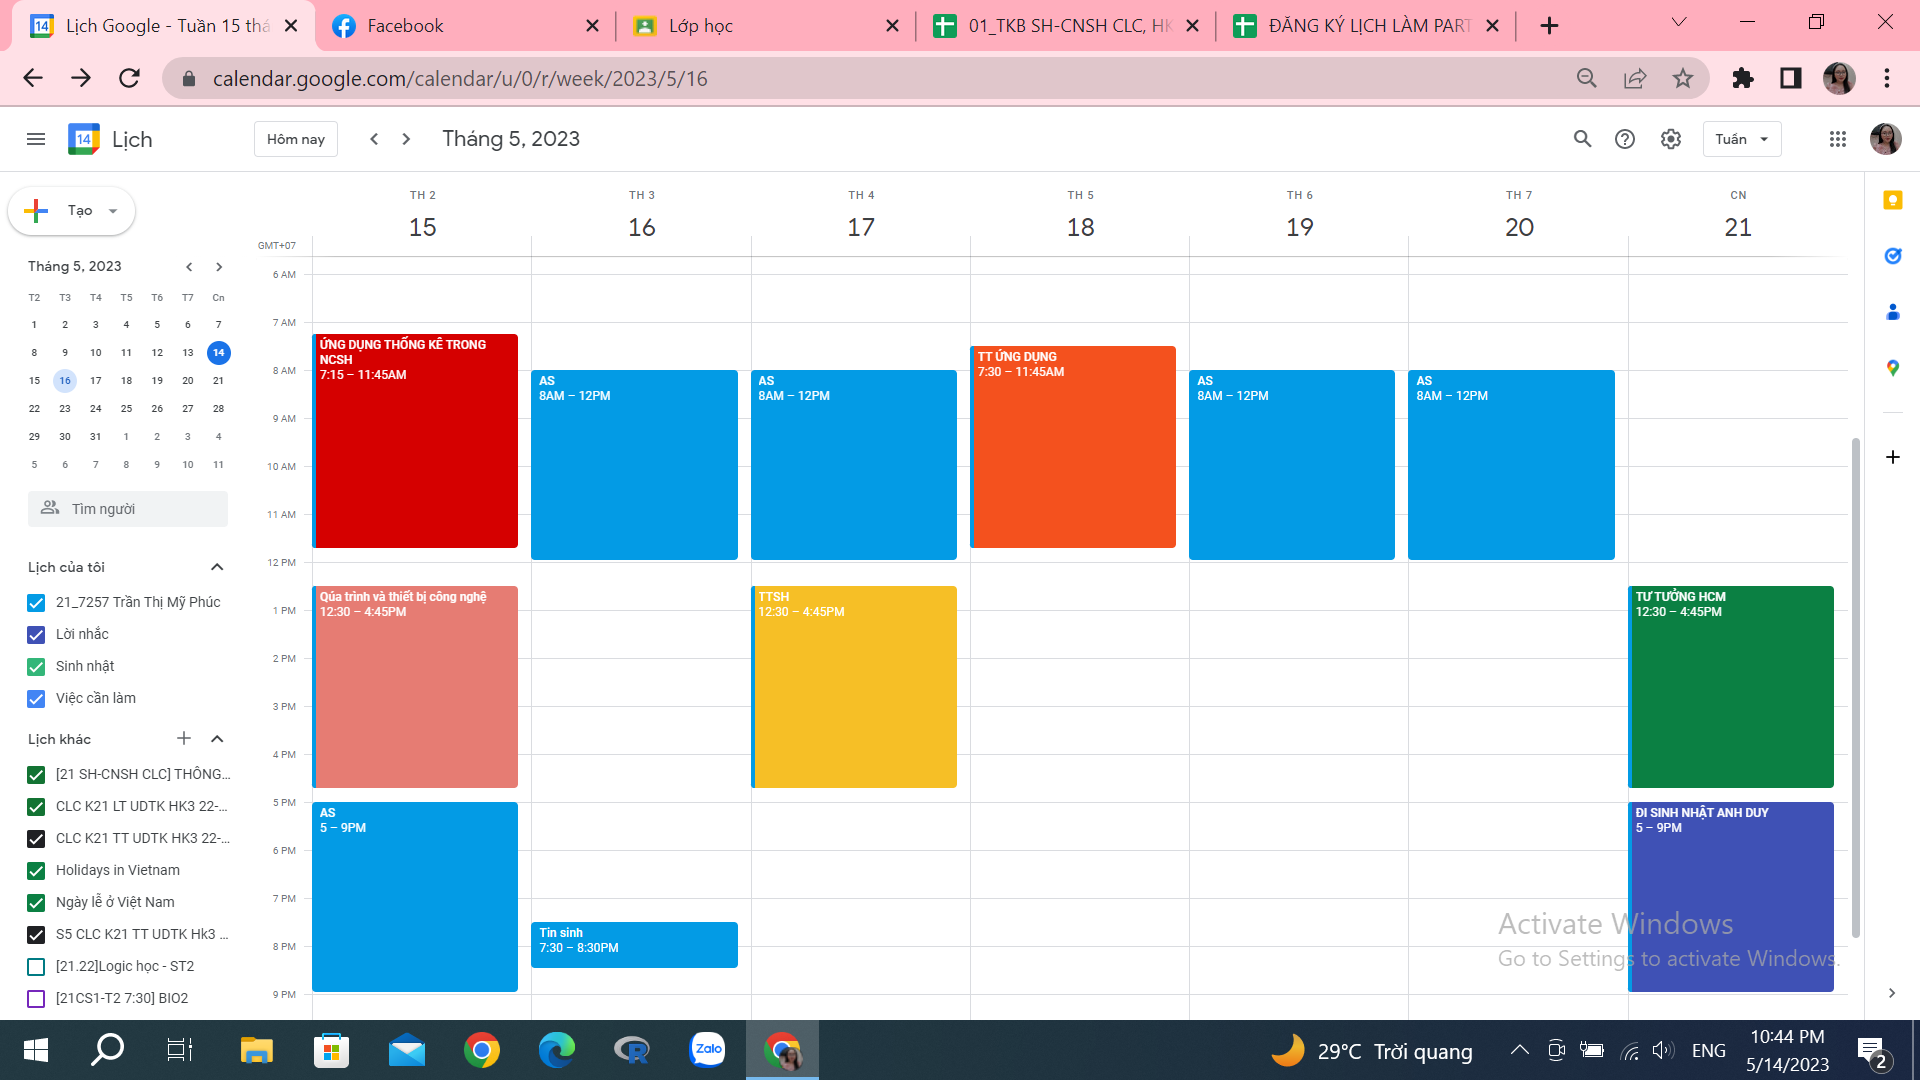 Lịch Google - Tuần 15 thá
Facebook
Lớp học
01_TKB SH-CNSH CLC, HK
ĐĂNG KÝ LỊCH LÀM PART
calendar.google.com/calendar/u/0/r/week/2023/5/16
14
Lịch
Hôm nay
Tháng 5, 2023
Tuần
Tạo
TH 2
TH 3
TH 4
TH 5
TH 6
TH 7
CN
15
16
17
18
19
20
21
GMT+07
Tháng 5, 2023
T2 T3 T4 T5 T6 T7 Cn
1 2 3 4 5 6 7
8 9 10 11 12 13 14
15 16 17 18 19 20 21
22 23 24 25 26 27 28
29 30 31 1 2 3 4
5 6 7 8 9 10 11
Tìm người
Lịch của tôi
21_7257 Trần Thị Mỹ Phúc
Lời nhắc
Sinh nhật
Việc cần làm
Lịch khác
[21 SH-CNSH CLC] THÔNG...
CLC K21 LT UDTK HK3 22-...
CLC K21 TT UDTK HK3 22-...
Holidays in Vietnam
Ngày lễ ở Việt Nam
S5 CLC K21 TT UDTK Hk3 ...
[21.22]Logic học - ST2
[21CS1-T2 7:30] BIO2
6 AM
7 AM
8 AM
9 AM
10 AM
11 AM
12 PM
1 PM
2 PM
3 PM
4 PM
5 PM
6 PM
7 PM
8 PM
9 PM
ỨNG DỤNG THỐNG KÊ TRONG
NCSH
7:15 – 11:45AM
Qúa trình và thiết bị công nghệ
12:30 – 4:45PM
AS
5 – 9PM
AS
8AM – 12PM
Tin sinh
7:30 – 8:30PM
AS
8AM – 12PM
TTSH
12:30 – 4:45PM
TT ỨNG DỤNG
7:30 – 11:45AM
AS
8AM – 12PM
AS
8AM – 12PM
TƯ TƯỞNG HCM
12:30 – 4:45PM
ĐI SINH NHẬT ANH DUY
5 – 9PM
Activate Windows
Go to Settings to activate Windows.
Zalo
29°C Trời quang
ENG
10:44 PM
5/14/2023
2